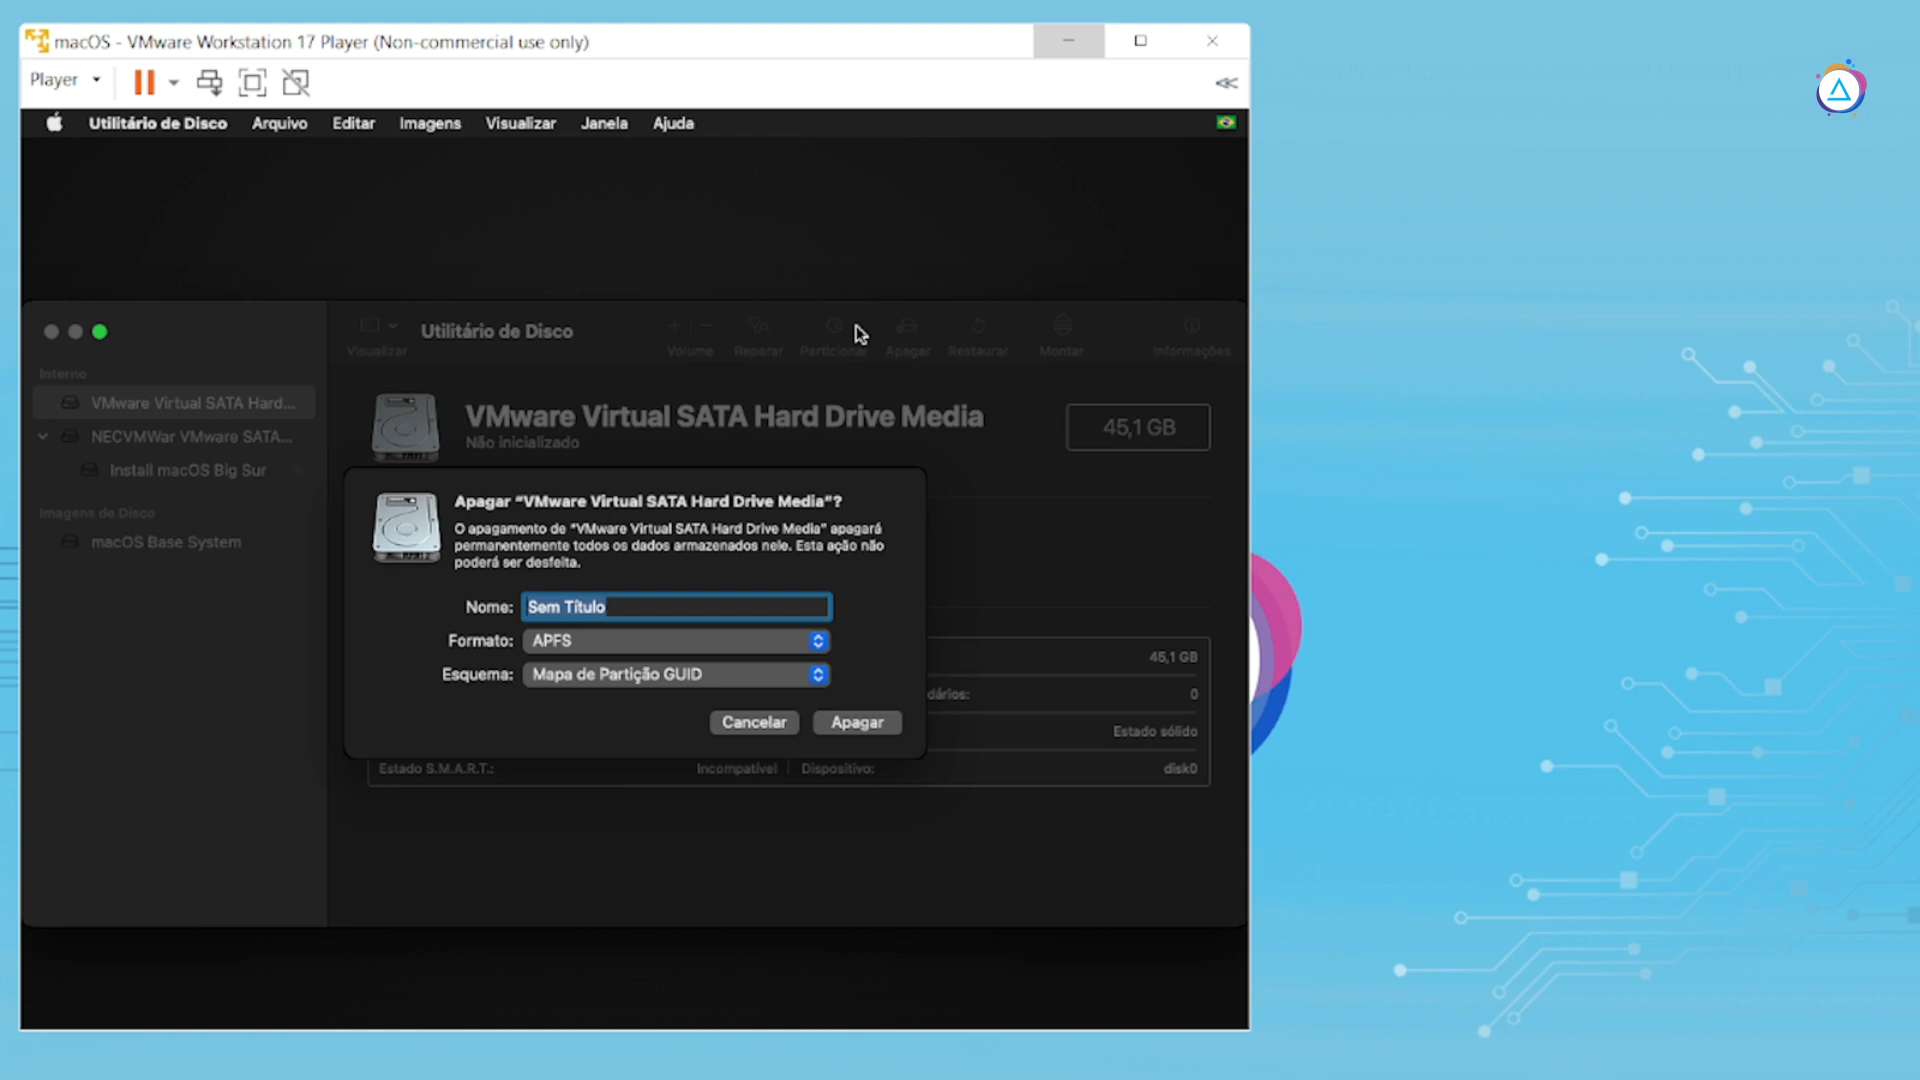 macOS - VMware Workstation 17 Player (Non-commercial use only)
Player
Utilitário de Disco Arquivo Editar Imagens Visualizar Janela Ajuda
Utilitário de Disco
Visualizar Volume Reparar Particionar Apagar Restaurar Montar Informações
Interno
VMware Virtual SATA Hard...
NECVMWar VMware SATA...
Install macOS Big Sur
Imagens de Disco
macOS Base System
VMware Virtual SATA Hard Drive Media
Não inicializado
45,1 GB
Apagar “VMware Virtual SATA Hard Drive Media”?
O apagamento de “VMware Virtual SATA Hard Drive Media” apagará
permanentemente todos os dados armazenados nele. Esta ação não
poderá ser desfeita.
Nome: Sem Título
Formato: APFS
Esquema: Mapa de Partição GUID
Cancelar Apagar
45,1 GB
dários: 0
Estado sólido
Estado S.M.A.R.T.: Incompatível Dispositivo: disk0